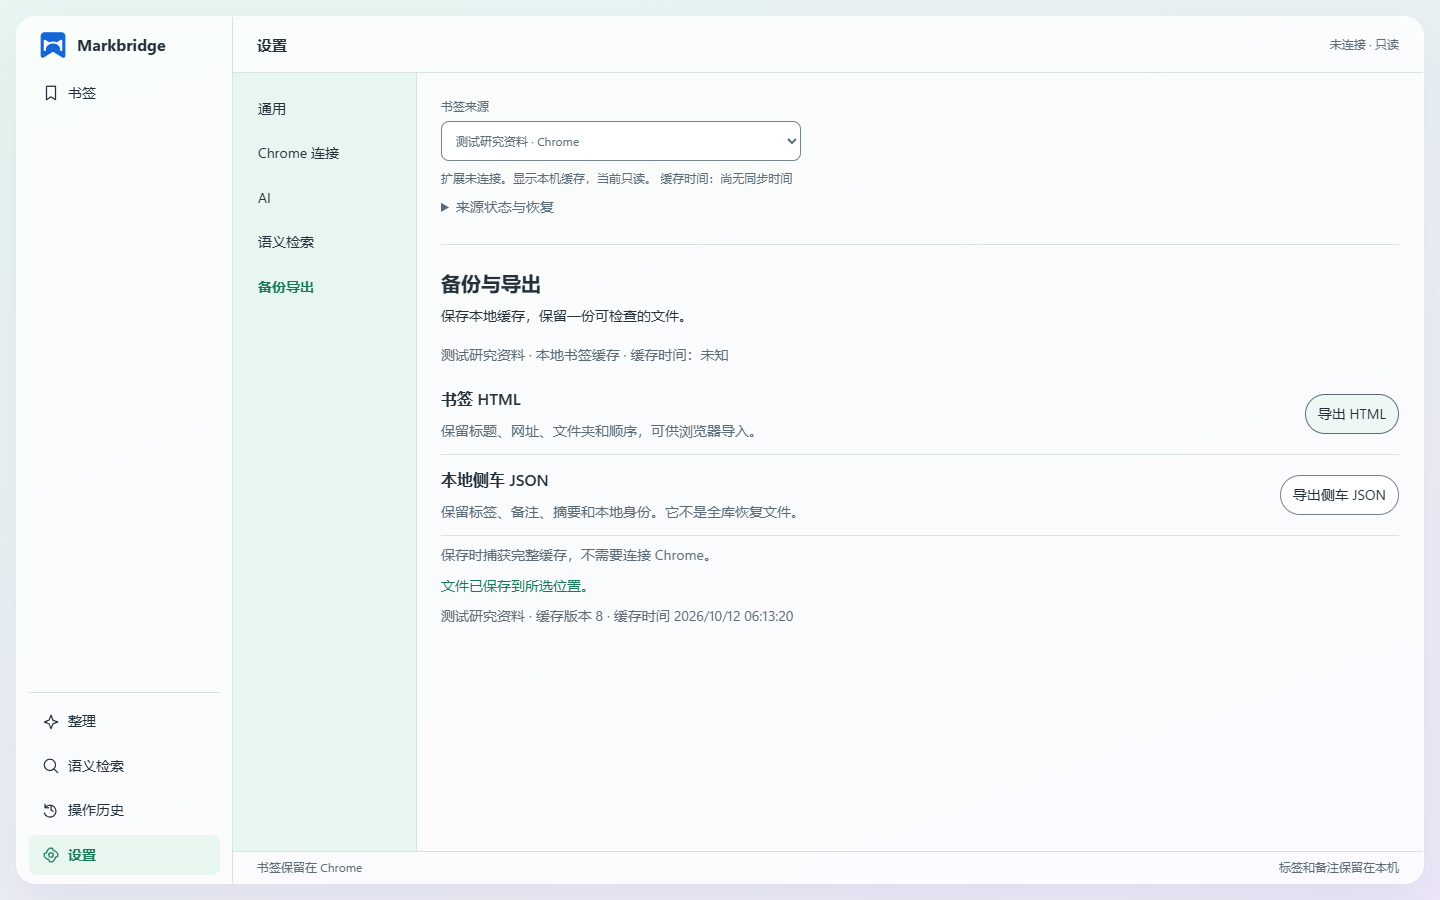 Markbridge
书签
整理
语义检索
操作历史
设置
设置
未连接 · 只读
通用
Chrome 连接
AI
语义检索
备份导出
书签来源
测试研究资料 · Chrome
扩展未连接。显示本机缓存，当前只读。 缓存时间：尚无同步时间
来源状态与恢复
备份与导出
保存本地缓存，保留一份可检查的文件。
测试研究资料 · 本地书签缓存 · 缓存时间：未知
书签 HTML
保留标题、网址、文件夹和顺序，可供浏览器导入。
导出 HTML
本地侧车 JSON
保留标签、备注、摘要和本地身份。它不是全库恢复文件。
导出侧车 JSON
保存时捕获完整缓存，不需要连接 Chrome。
文件已保存到所选位置。
测试研究资料 · 缓存版本 8 · 缓存时间 2026/10/12 06:13:20
书签保留在 Chrome
标签和备注保留在本机